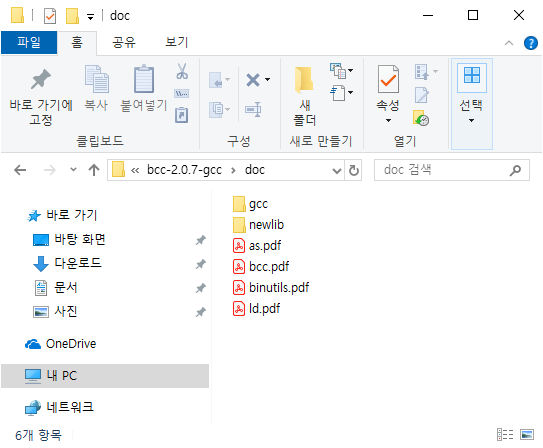 doc
파일 홈 공유 보기
바로 가기에
고정
복사
붙여넣기
새
폴더
속성
선택
클립보드 구성 새로 만들기 열기
« bcc-2.0.7-gcc › doc
doc 검색
바로 가기
바탕 화면
다운로드
문서
사진
OneDrive
내 PC
네트워크
gcc
newlib
as.pdf
bcc.pdf
binutils.pdf
ld.pdf
6개 항목